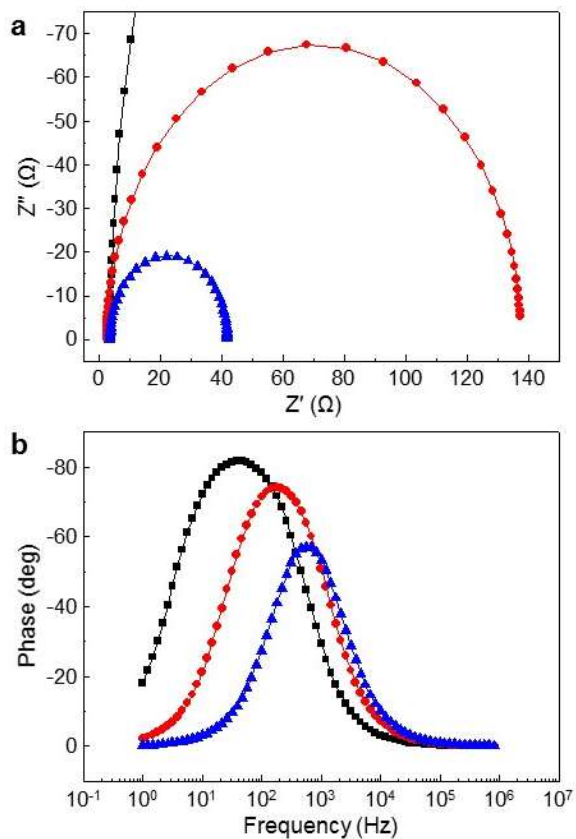 a
-70
-60
-50
-40
-30
-20
-10
0
Z″ (Ω)
0 20 40 60 80 100 120 140
Z′ (Ω)
b
-80
-60
-40
-20
0
Phase (deg)
10⁻¹ 10⁰ 10¹ 10² 10³ 10⁴ 10⁵ 10⁶ 10⁷
Frequency (Hz)